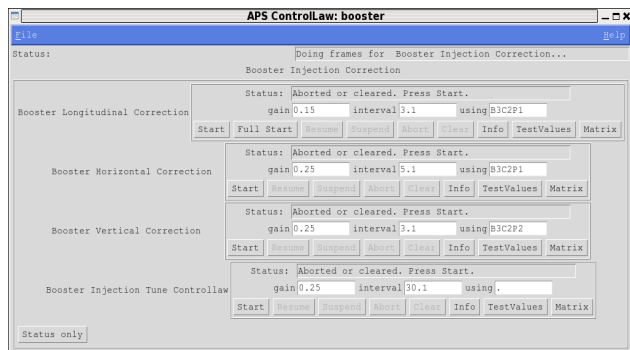 APS ControlLaw: booster
File Help
Status: Doing frames for Booster Injection Correction...
Booster Injection Correction
Status: Aborted or cleared. Press Start.
Booster Longitudinal Correction gain 0.15 interval 3.1 using B3C2P1
Start Full Start Resume Suspend Abort Clear Info TestValues Matrix
Status: Aborted or cleared. Press Start.
Booster Horizontal Correction gain 0.25 interval 5.1 using B3C1P1
Start Resume Suspend Abort Clear Info TestValues Matrix
Status: Aborted or cleared. Press Start.
Booster Vertical Correction gain 0.25 interval 3.1 using B3C2P2
Start Resume Suspend Abort Clear Info TestValues Matrix
Status: Aborted or cleared. Press Start.
Booster Injection Tune Controllaw gain 0.25 interval 30.1 using .
Start Resume Suspend Abort Clear Info TestValues Matrix
Status only